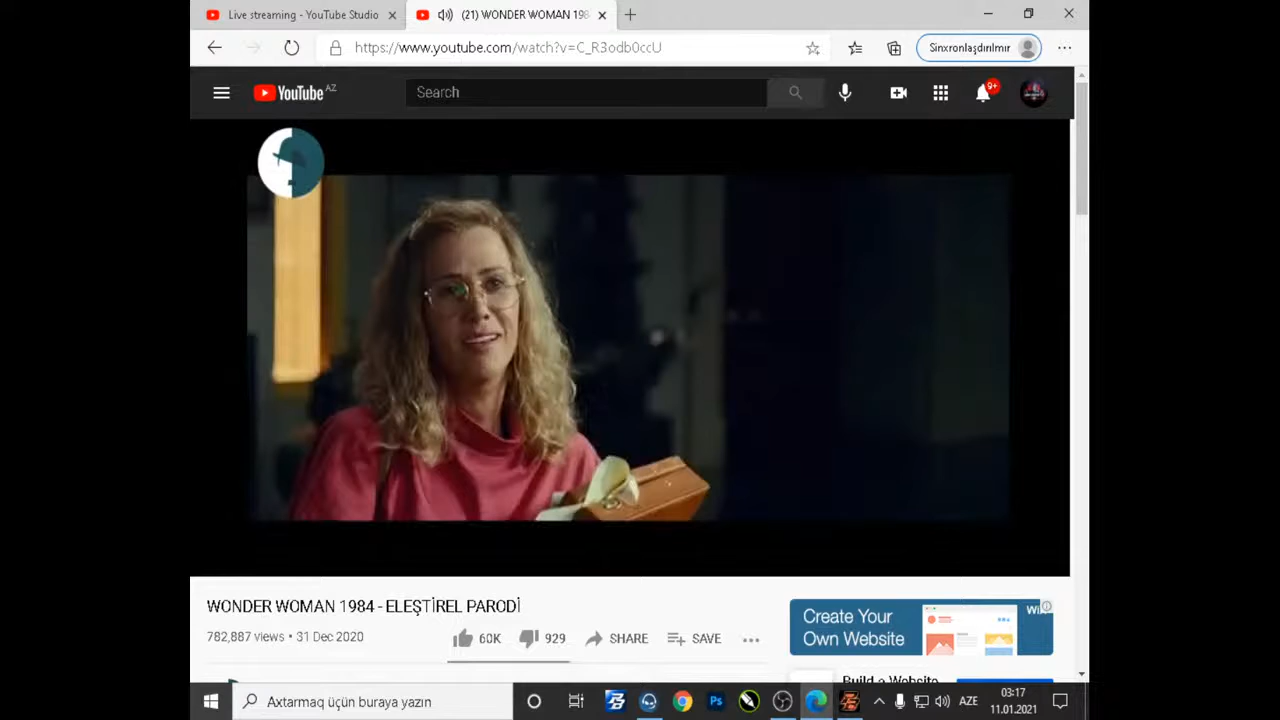 Live streaming - YouTube Studio
(21) WONDER WOMAN 198
https://www.youtube.com/watch?v=C_R3odb0ccU
Sinxronlaşdırılmır
YouTube AZ
Search
9+
WONDER WOMAN 1984 - ELEŞTİREL PARODİ
782,887 views • 31 Dec 2020
60K
929
SHARE
SAVE
Create Your
Own Website
Build a Website
Axtarmaq üçün buraya yazın
Ps
AZE
03:17
11.01.2021